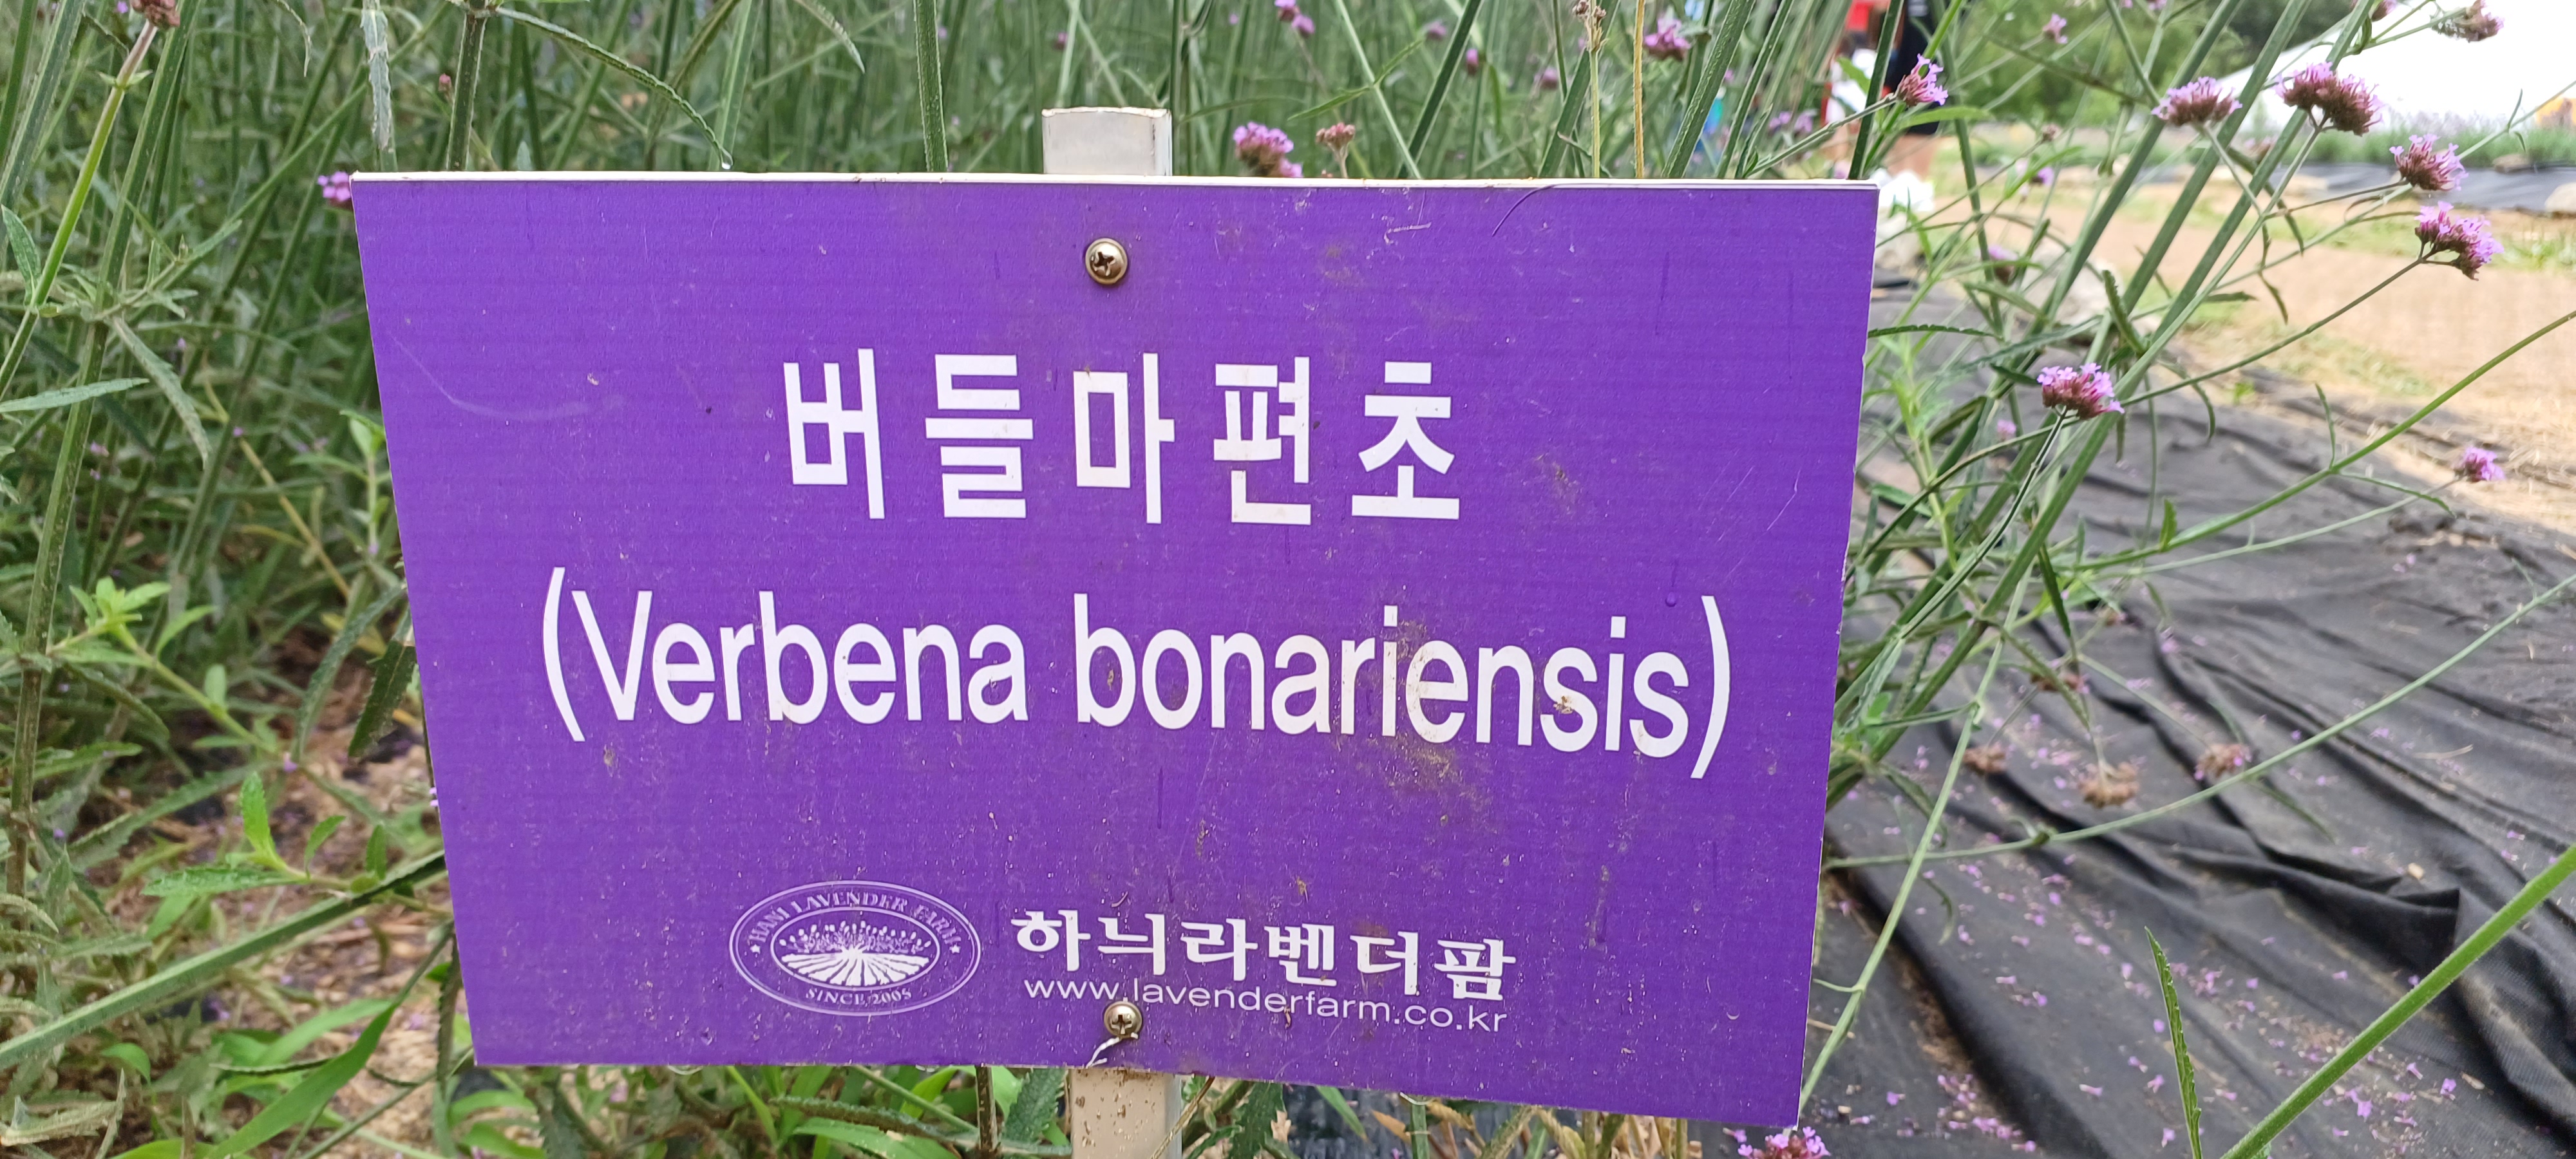 버들마편초
(Verbena bonariensis)
HANI LAVENDER FARM
SINCE 2005
하늬라벤더팜
www.lavenderfarm.co.kr